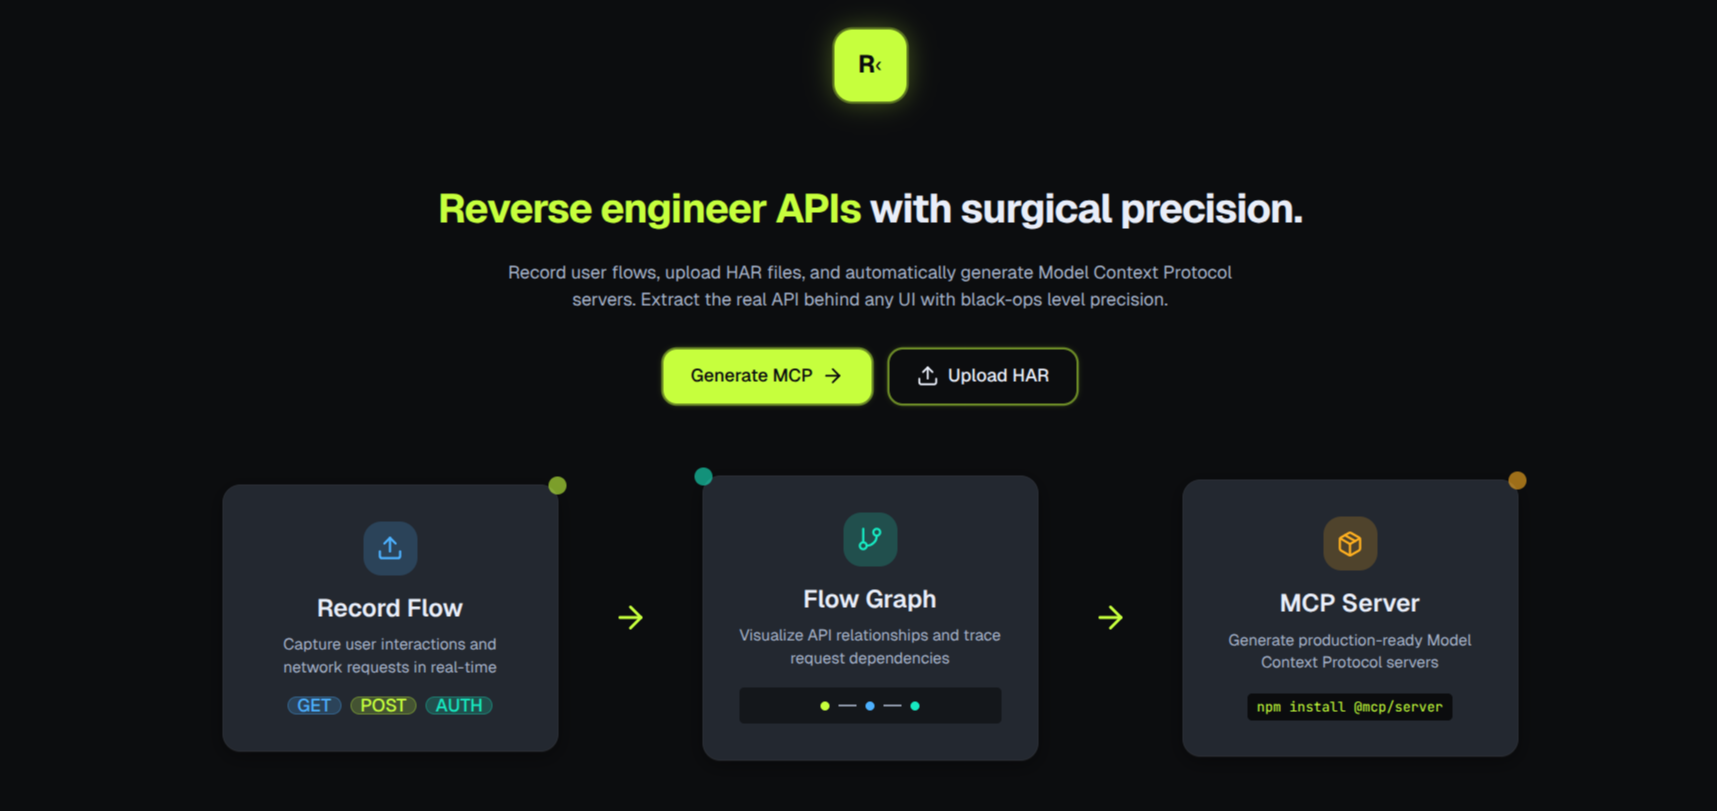 R‹
Reverse engineer APIs with surgical precision.
Record user flows, upload HAR files, and automatically generate Model Context Protocol
servers. Extract the real API behind any UI with black-ops level precision.
Generate MCP →
Upload HAR
Record Flow
Capture user interactions and
network requests in real-time
GET POST AUTH
Flow Graph
Visualize API relationships and trace
request dependencies
MCP Server
Generate production-ready Model
Context Protocol servers
npm install @mcp/server